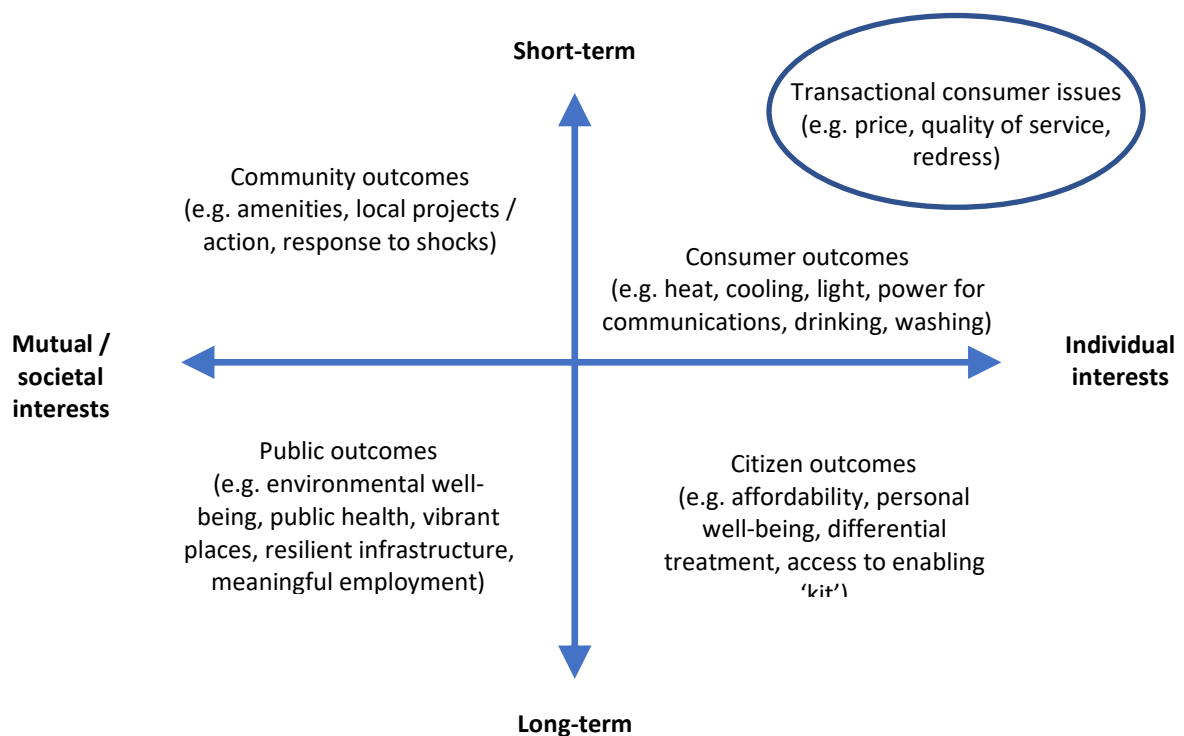 Short-term
Transactional consumer issues
(e.g. price, quality of service,
redress)
Community outcomes
(e.g. amenities, local projects /
action, response to shocks)
Consumer outcomes
(e.g. heat, cooling, light, power for
communications, drinking, washing)
Mutual /
societal
interests
Individual
interests
Public outcomes
(e.g. environmental well-
being, public health, vibrant
places, resilient infrastructure,
meaningful employment)
Citizen outcomes
(e.g. affordability, personal
well-being, differential
treatment, access to enabling
‘kit’)
Long-term